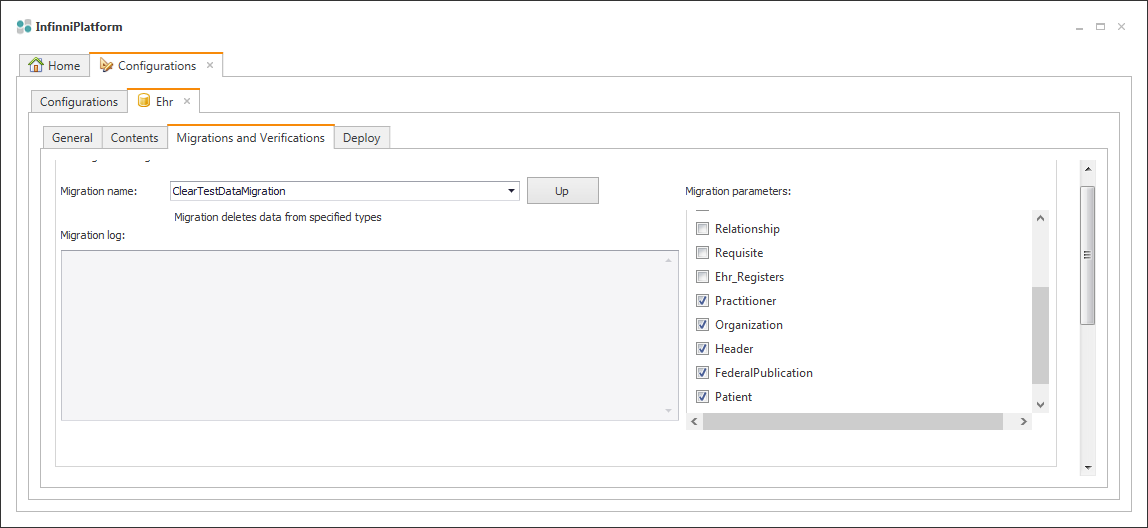 InfinniPlatform
Home
Configurations
Configurations
Ehr
General
Contents
Migrations and Verifications
Deploy
Migration name:
ClearTestDataMigration
Up
Migration parameters:
Migration deletes data from specified types
Migration log:
Relationship
Requisite
Ehr_Registers
Practitioner
Organization
Header
FederalPublication
Patient